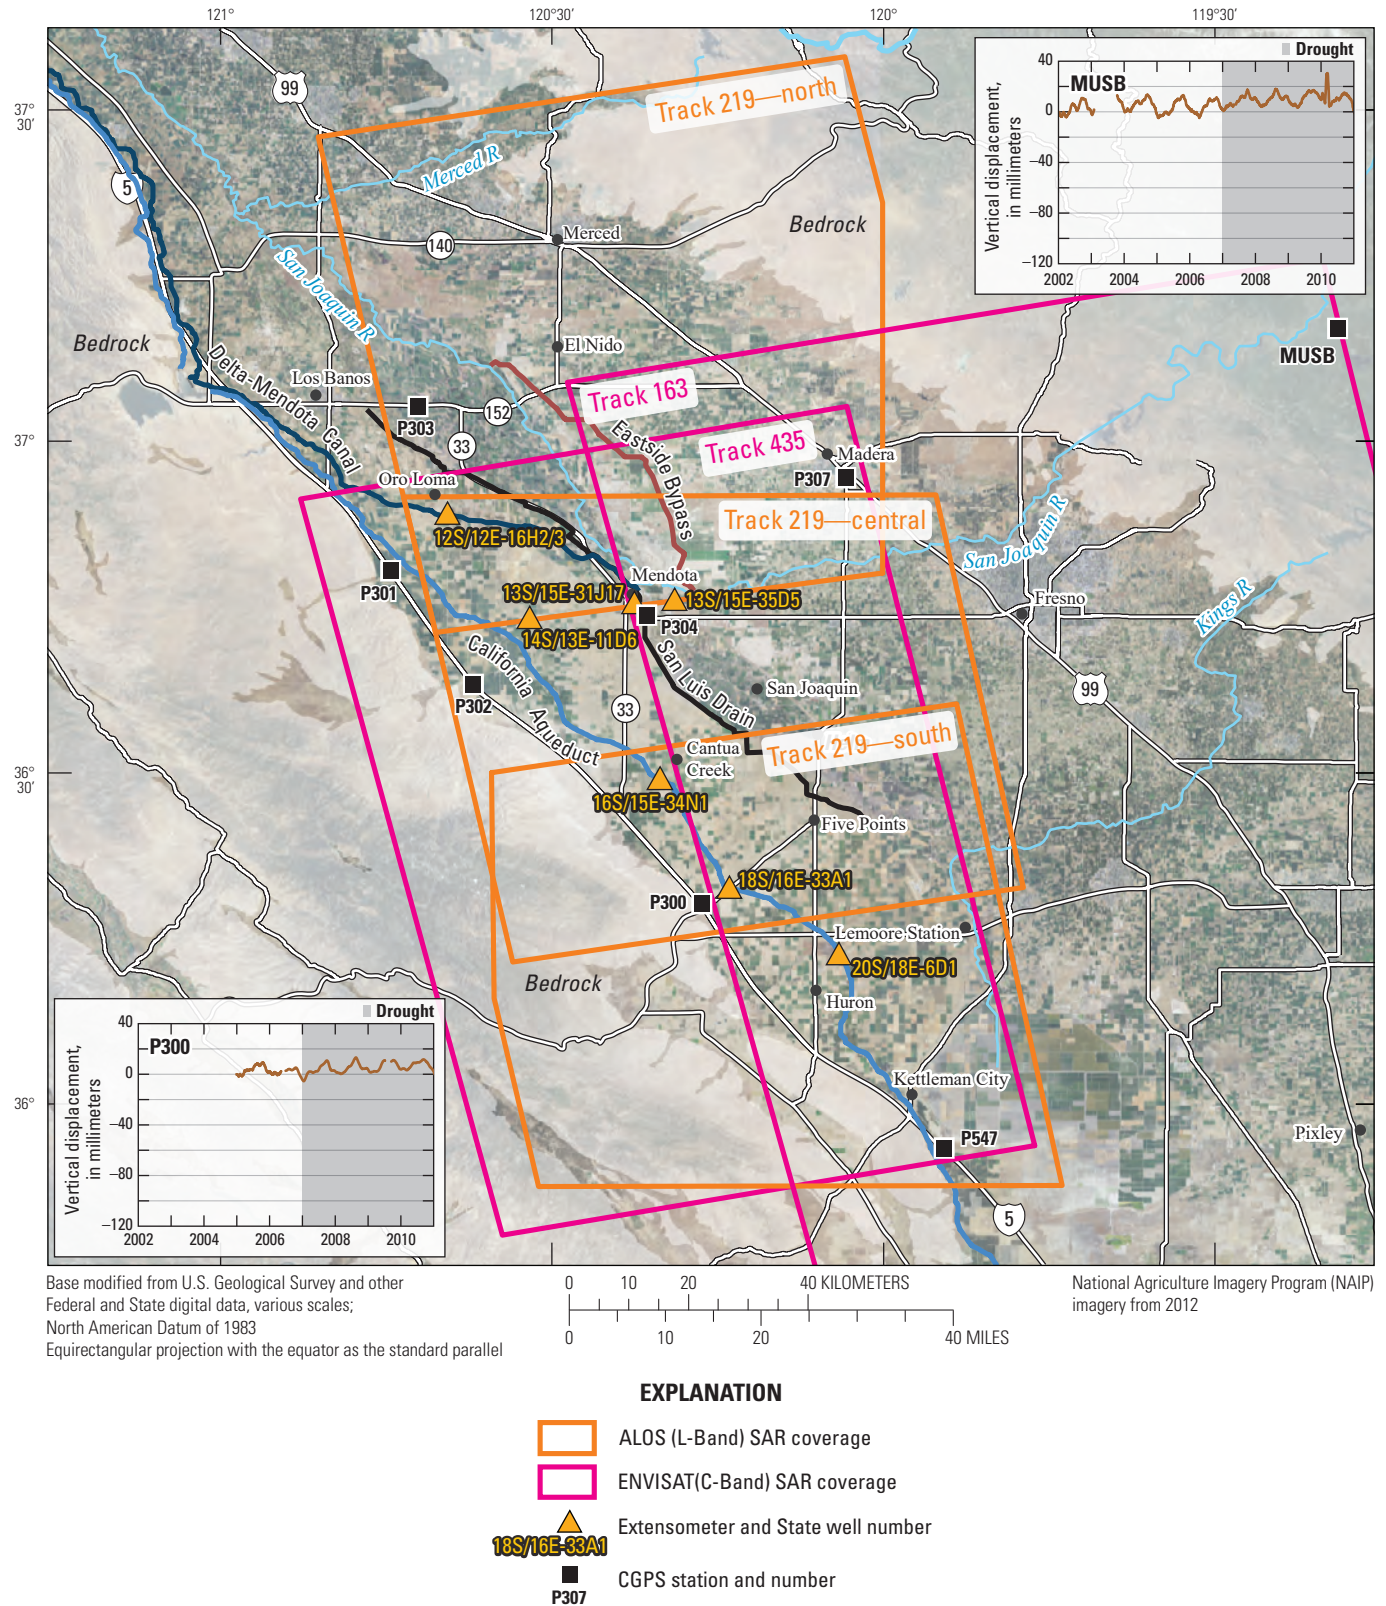 121°
120°30′
120°
119°30′
37°
30′
37°
36°
30′
36°
Drought
40
0
–40
–80
–120
Vertical displacement,
in millimeters
MUSB
2002
2004
2006
2008
2010
99
Track 219—north
Merced R
5
Bedrock
140
Merced
San Joaquin R
Bedrock
El Nido
MUSB
Delta-Mendota Canal
Los Banos
Track 163
P303
152
33
Eastside Bypass
Track 435
Madera
P307
Oro Loma
Track 219—central
12S/12E-16H2/3
San Joaquin R
P301
Mendota
13S/15E-31J17
13S/15E-35D5
Fresno
Kings R
14S/13E-11D6
P304
California Aqueduct
San Luis Drain
P302
33
San Joaquin
99
Cantua
Creek
Track 219—south
16S/15E-34N1
Five Points
18S/16E-33A1
P300
Lemoore Station
20S/18E-6D1
Bedrock
Huron
Kettleman City
P547
Pixley
5
Drought
40
0
–40
–80
–120
Vertical displacement,
in millimeters
P300
2002
2004
2006
2008
2010
Base modified from U.S. Geological Survey and other
Federal and State digital data, various scales;
North American Datum of 1983
Equirectangular projection with the equator as the standard parallel
0 10 20 40 KILOMETERS
0 10 20 40 MILES
National Agriculture Imagery Program (NAIP)
imagery from 2012
EXPLANATION
ALOS (L-Band) SAR coverage
ENVISAT(C-Band) SAR coverage
Extensometer and State well number
18S/16E-33A1
CGPS station and number
P307